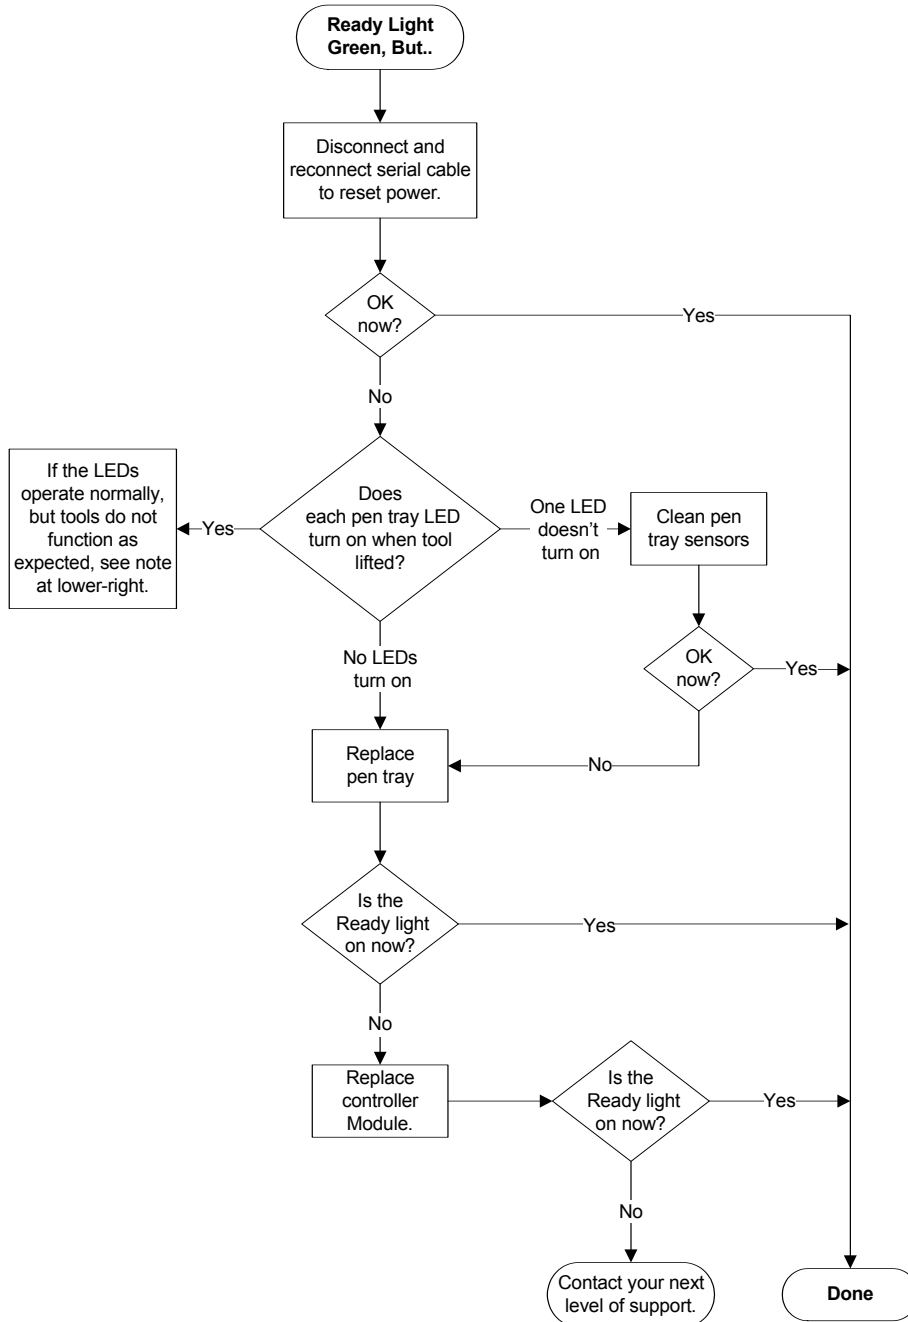 Ready Light
Green, But..
Disconnect and
reconnect serial cable
to reset power.
OK
now?
Yes
No
If the LEDs
operate normally,
but tools do not
function as
expected, see note
at lower-right.
Yes
Does
each pen tray LED
turn on when tool
lifted?
One LED
doesn't
turn on
Clean pen
tray sensors
No LEDs
turn on
OK
now?
Yes
Replace
pen tray
No
Is the
Ready light
on now?
Yes
No
Replace
controller
Module.
Is the
Ready light
on now?
Yes
No
Contact your next
level of support.
Done